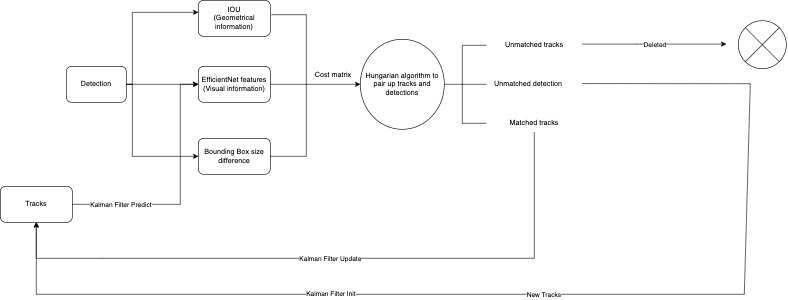 IOU
(Geometrical
information)
Detection
EfficientNet features
(Visual information)
Bounding Box size
difference
Cost matrix
Hungarian algorithm to
pair up tracks and
detections
Unmatched tracks
Deleted
Unmatched detection
Matched tracks
Tracks
Kalman Filter Predict
Kalman Filter Update
Kalman Filter Init
New Tracks